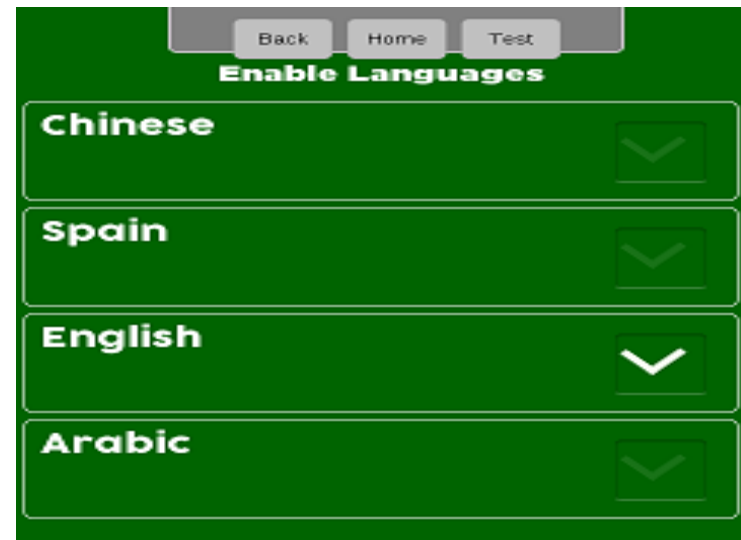 Back Home Test
Enable Languages
Chinese
Spain
English
Arabic